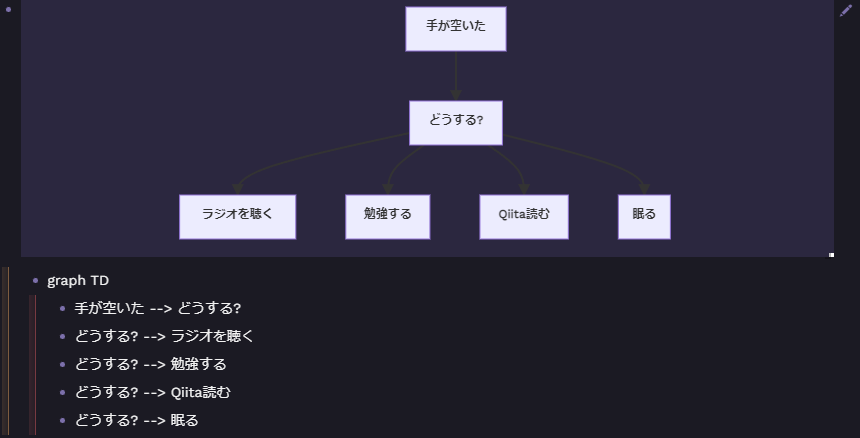 手が空いた
どうする?
ラジオを聴く
勉強する
Qiita読む
眠る
graph TD
手が空いた --> どうする?
どうする? --> ラジオを聴く
どうする? --> 勉強する
どうする? --> Qiita読む
どうする? --> 眠る